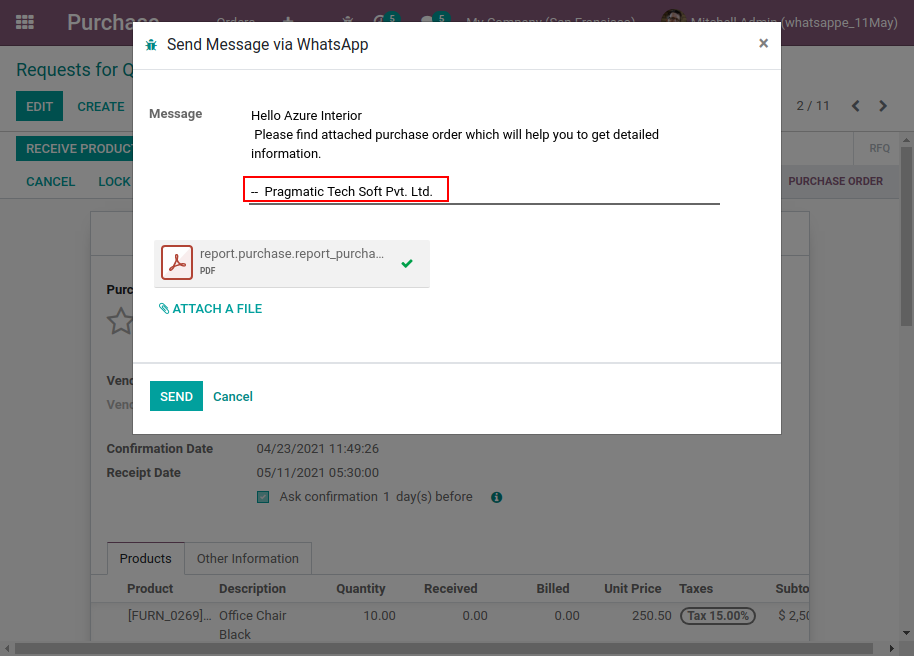 Purchase
Orders
5
5
My Company (San Francisco)
Mitchell Admin (whatsappe_11May)
Send Message via WhatsApp
×
Requests for Q
EDIT
CREATE
2 / 11
Message
Hello Azure Interior
Please find attached purchase order which will help you to get detailed
information.
-- Pragmatic Tech Soft Pvt. Ltd.
RECEIVE PRODUCT
RFQ
CANCEL
LOCK
PURCHASE ORDER
report.purchase.report_purcha...
PDF
ATTACH A FILE
Purc
Vend
Vend
SEND
Cancel
Confirmation Date
04/23/2021 11:49:26
Receipt Date
05/11/2021 05:30:00
Ask confirmation 1 day(s) before
Products
Other Information
Product
Description
Quantity
Received
Billed
Unit Price
Taxes
Subto
[FURN_0269]...
Office Chair
Black
10.00
0.00
0.00
250.50
Tax 15.00%
$ 2,50